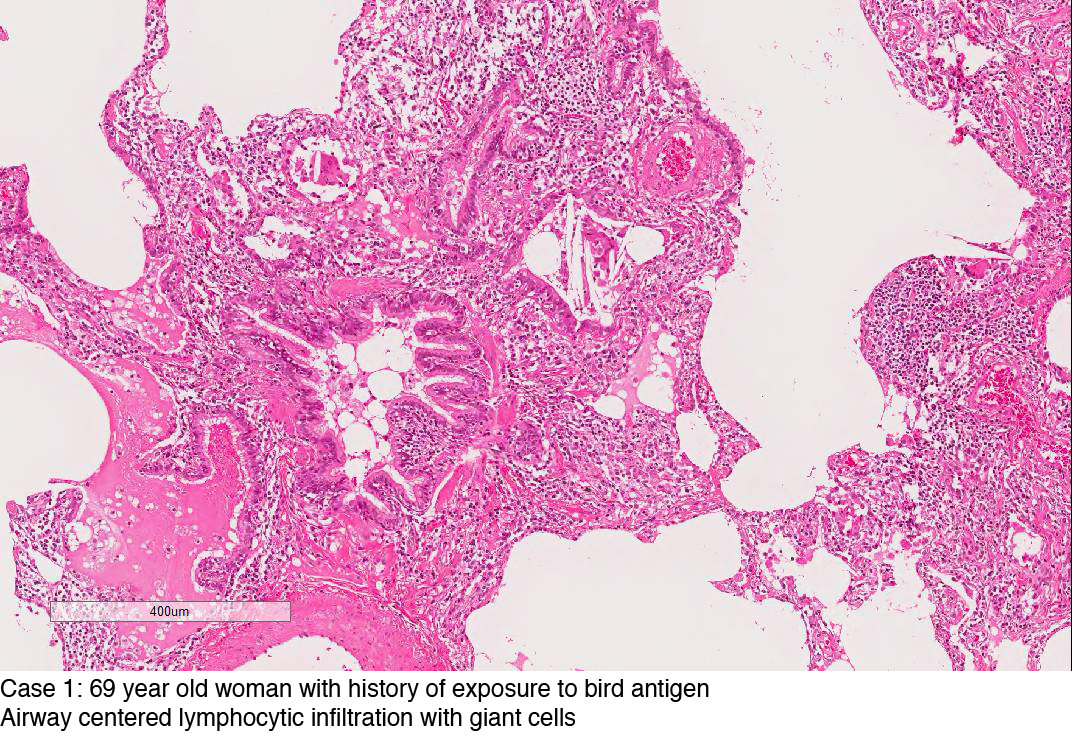 400um
Case 1: 69 year old woman with history of exposure to bird antigen
Airway centered lymphocytic infiltration with giant cells